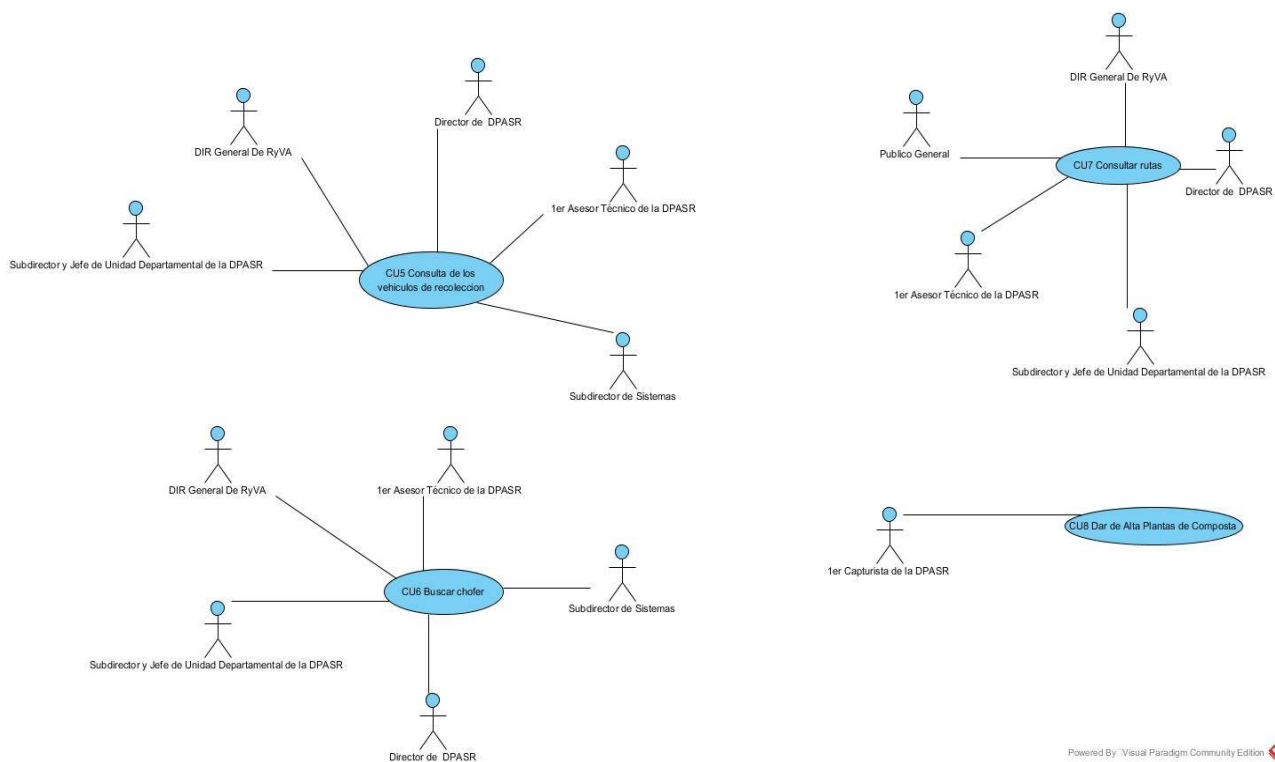 Director de DPASR
DIR General De RyVA
1er Asesor Técnico de la DPASR
Subdirector y Jefe de Unidad Departamental de la DPASR
CU5 Consulta de los
vehiculos de recoleccion
Subdirector de Sistemas
DIR General De RyVA
Publico General
CU7 Consultar rutas
Director de DPASR
1er Asesor Técnico de la DPASR
Subdirector y Jefe de Unidad Departamental de la DPASR
DIR General De RyVA
1er Asesor Técnico de la DPASR
CU6 Buscar chofer
Subdirector de Sistemas
Subdirector y Jefe de Unidad Departamental de la DPASR
Director de DPASR
CU8 Dar de Alta Plantas de Composta
1er Capturista de la DPASR
Powered By Visual Paradigm Community Edition